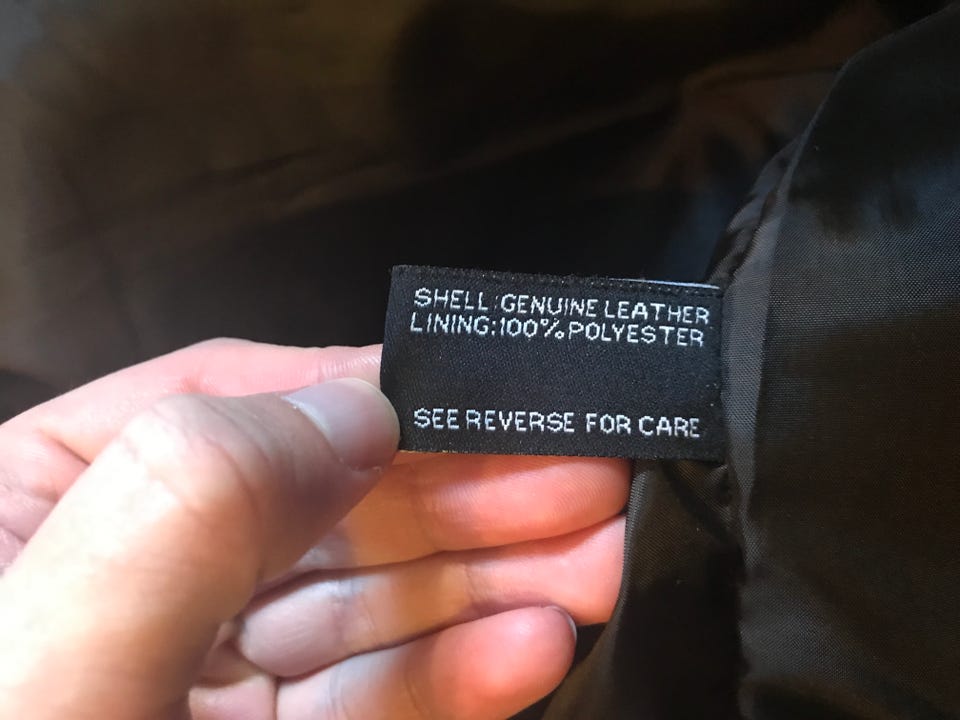 SHELL:GENUINE LEATHER
LINING:100% POLYESTER
SEE REVERSE FOR CARE